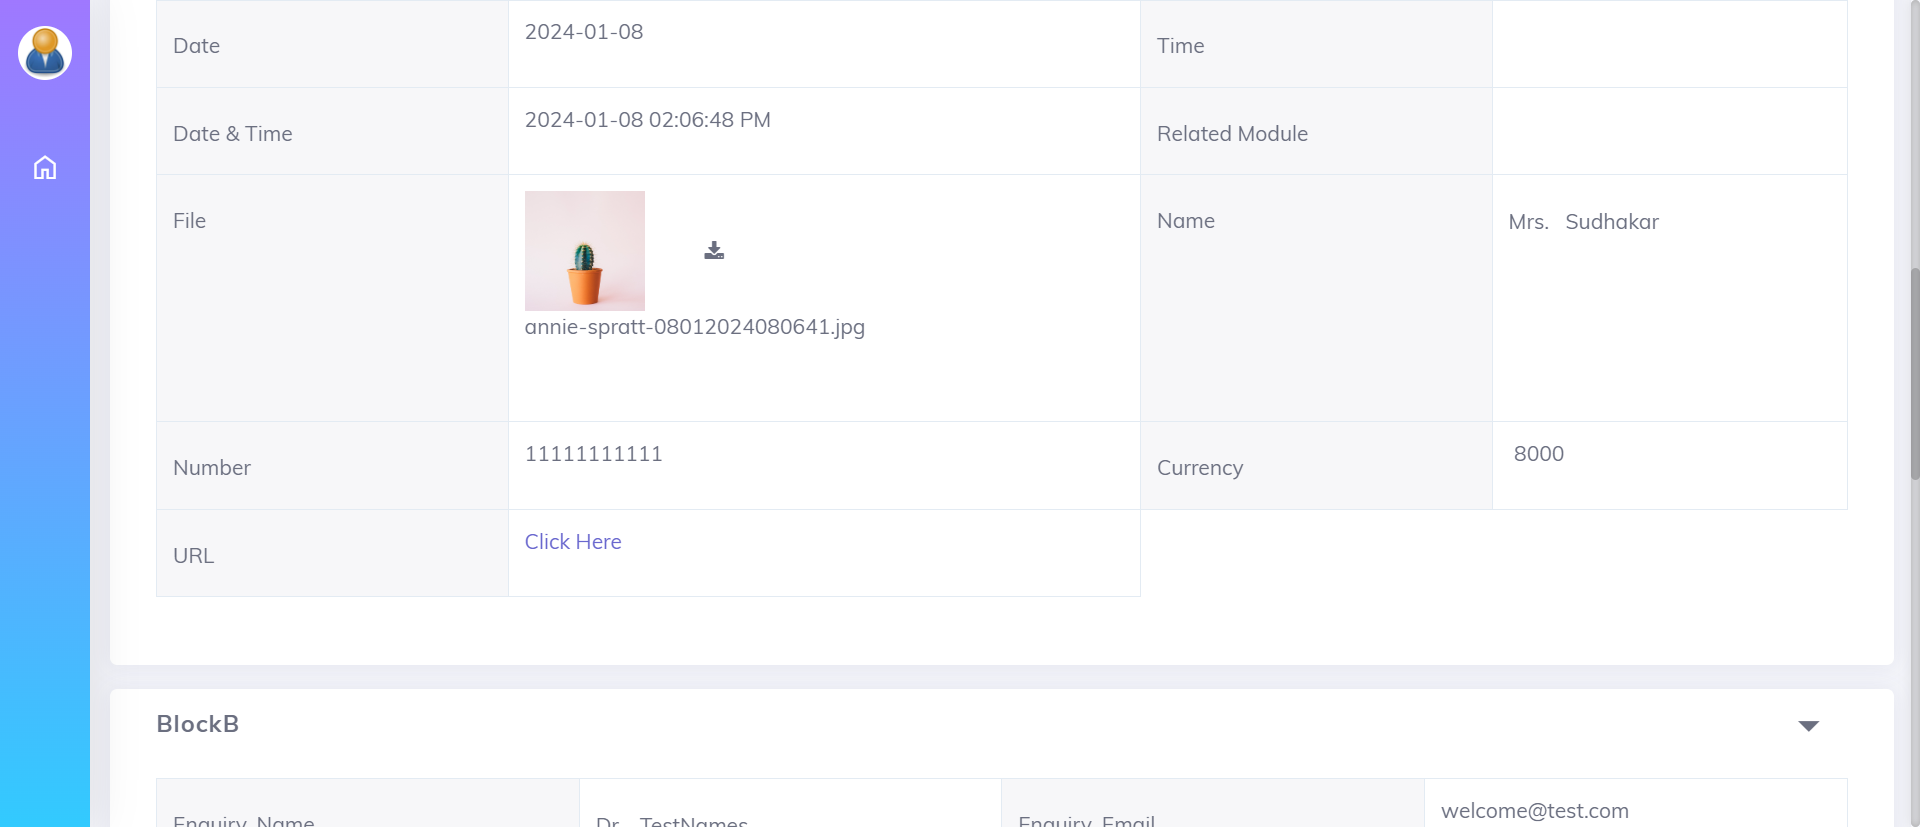 Date 2024-01-08 Time
Date & Time 2024-01-08 02:06:48 PM Related Module
File Name Mrs. Sudhakar
annie-spratt-08012024080641.jpg
Number 11111111111 Currency 8000
URL Click Here
BlockB
Enquiry Name Dr. TestNames Enquiry Email welcome@test.com